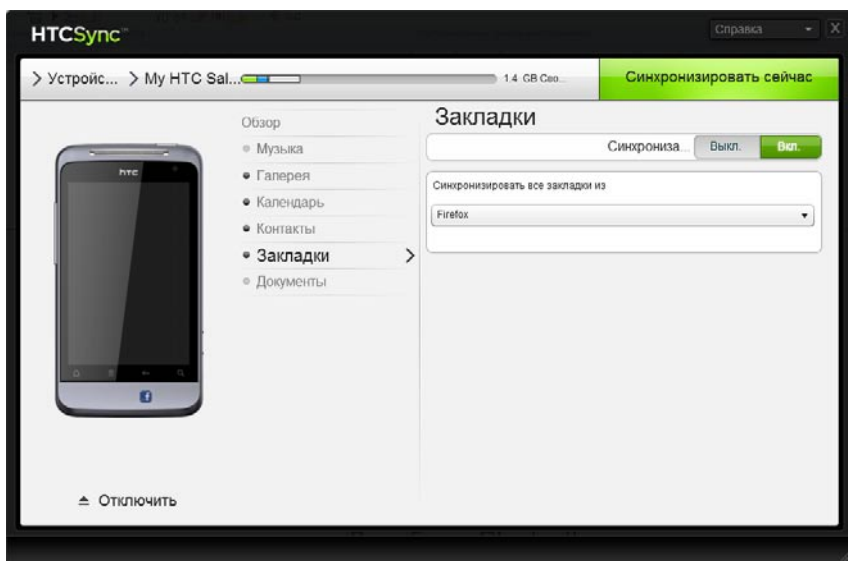 HTCSync™
Справка
X
Устройс... > My HTC Sal...
1.4 GB Сво...
Синхронизировать сейчас
htc
Обзор
Музыка
Галерея
Календарь
Контакты
Закладки
Документы
Закладки
Синхрониза... Выкл. Вкл.
Синхронизировать все закладки из
Firefox
Отключить